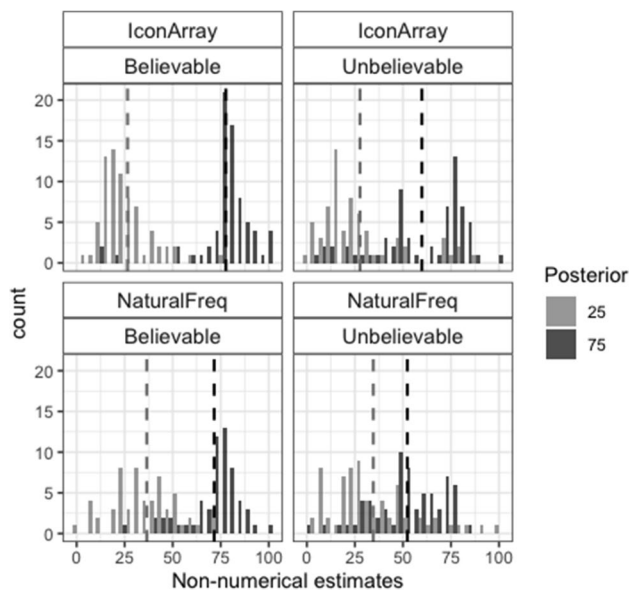 IconArray IconArray
Believable Unbelievable
20
15
10
5
0
NaturalFreq NaturalFreq
Believable Unbelievable
20
15
10
5
0
0 25 50 75 100 0 25 50 75 100
Non-numerical estimates
count
Posterior
25
75